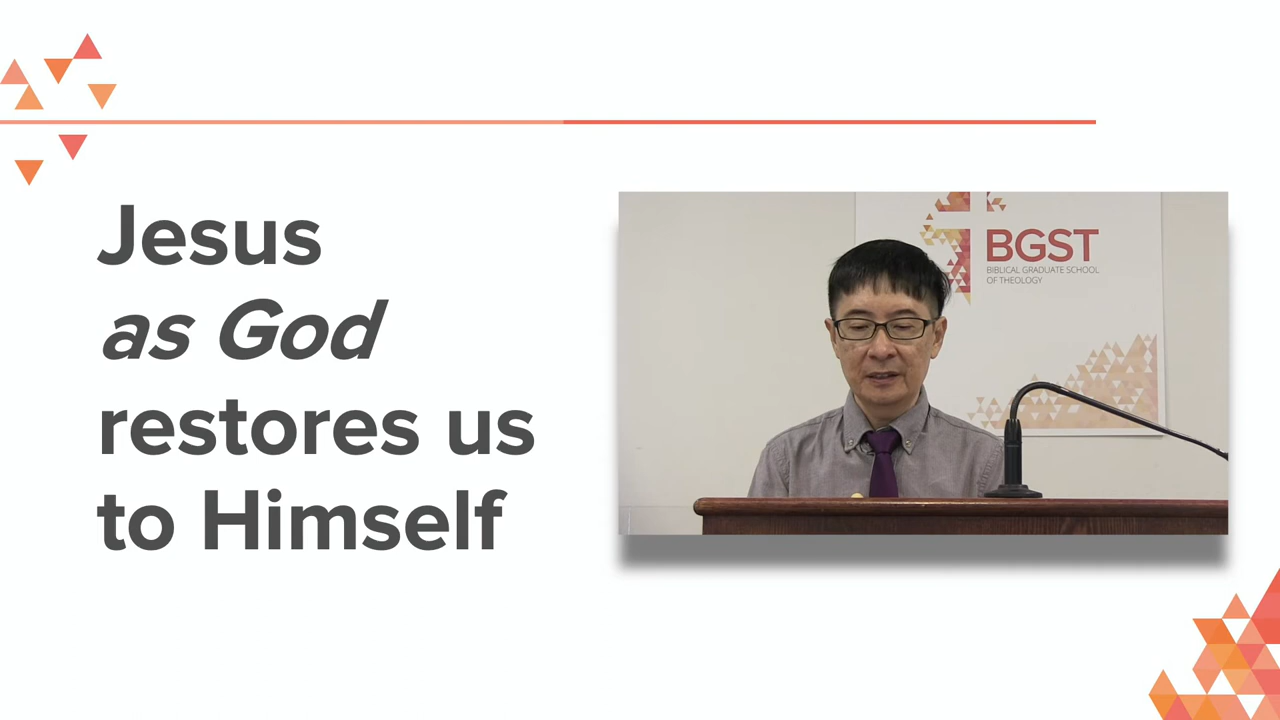 Jesus
as God
restores us
to Himself
BGST
BIBLICAL GRADUATE SCHOOL
OF THEOLOGY